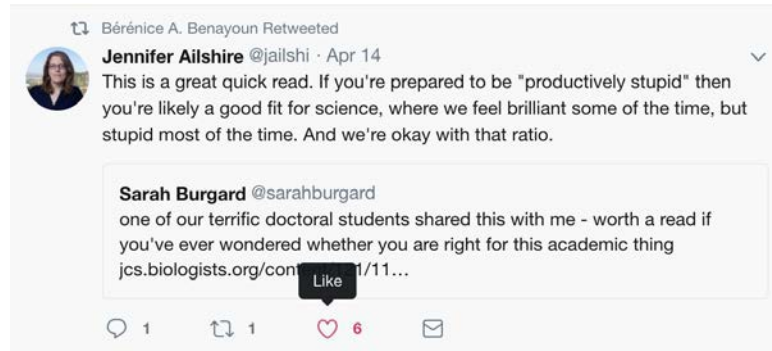 Bérénice A. Benayoun Retweeted
Jennifer Ailshire @jailshi · Apr 14
This is a great quick read. If you're prepared to be "productively stupid" then
you're likely a good fit for science, where we feel brilliant some of the time, but
stupid most of the time. And we're okay with that ratio.
Sarah Burgard @sarahburgard
one of our terrific doctoral students shared this with me - worth a read if
you've ever wondered whether you are right for this academic thing
jcs.biologists.org/con 1/11...
Like
1 1 6